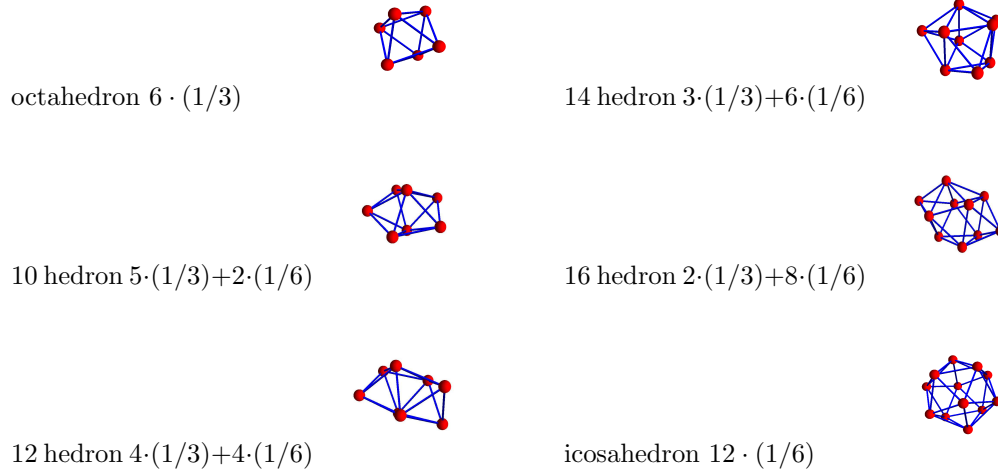 octahedron 6 · (1/3)
14 hedron 3·(1/3)+6·(1/6)
10 hedron 5·(1/3)+2·(1/6)
16 hedron 2·(1/3)+8·(1/6)
12 hedron 4·(1/3)+4·(1/6)
icosahedron 12 · (1/6)